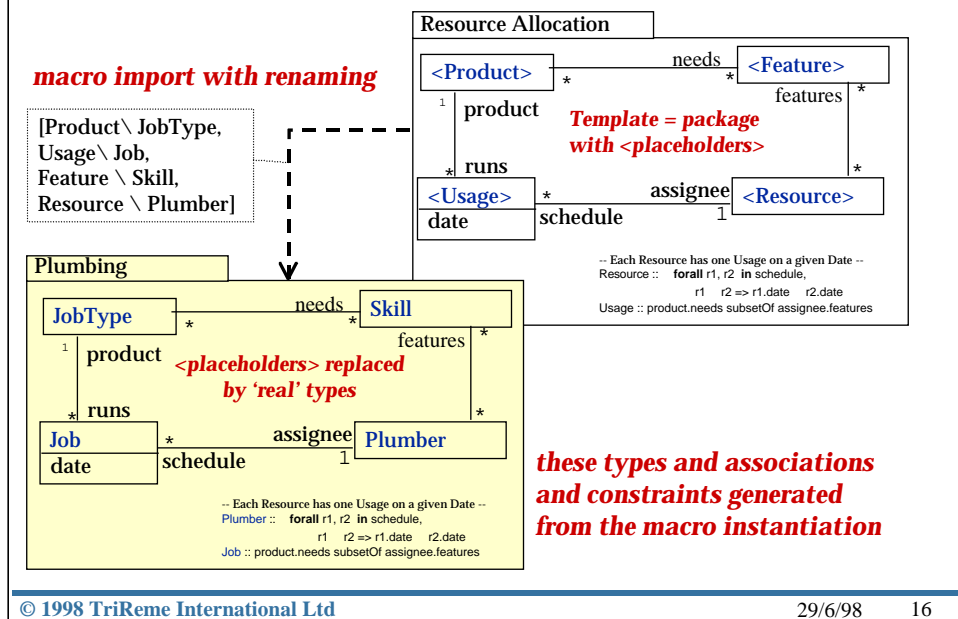 Resource Allocation
<Product>
needs
<Feature>
*
*
features
*
1
product
Template = package
with <placeholders>
runs
*
*
<Usage>
*
assignee
<Resource>
date
schedule
1
-- Each Resource has one Usage on a given Date --
Resource :: forall r1, r2 in schedule,
r1 r2 => r1.date r2.date
Usage :: product.needs subsetOf assignee.features
macro import with renaming
[Product\ JobType,
Usage\ Job,
Feature \ Skill,
Resource \ Plumber]
Plumbing
JobType
needs
Skill
*
*
features
*
1
product
<placeholders> replaced
by ‘real’ types
runs
*
*
Job
*
assignee
Plumber
date
schedule
1
-- Each Resource has one Usage on a given Date --
Plumber :: forall r1, r2 in schedule,
r1 r2 => r1.date r2.date
Job :: product.needs subsetOf assignee.features
these types and associations
and constraints generated
from the macro instantiation
© 1998 TriReme International Ltd
29/6/98 16